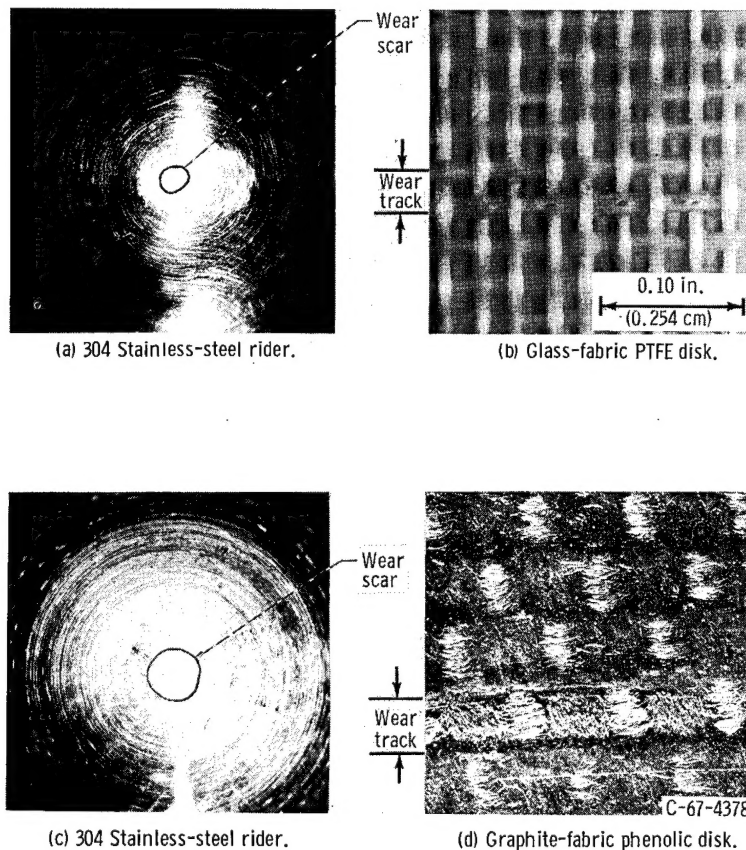 Wear
scar
Wear
track
0.10 in.
(0.254 cm)
(a) 304 Stainless-steel rider.
(b) Glass-fabric PTFE disk.
Wear
scar
Wear
track
C-67-4378
(c) 304 Stainless-steel rider.
(d) Graphite-fabric phenolic disk.